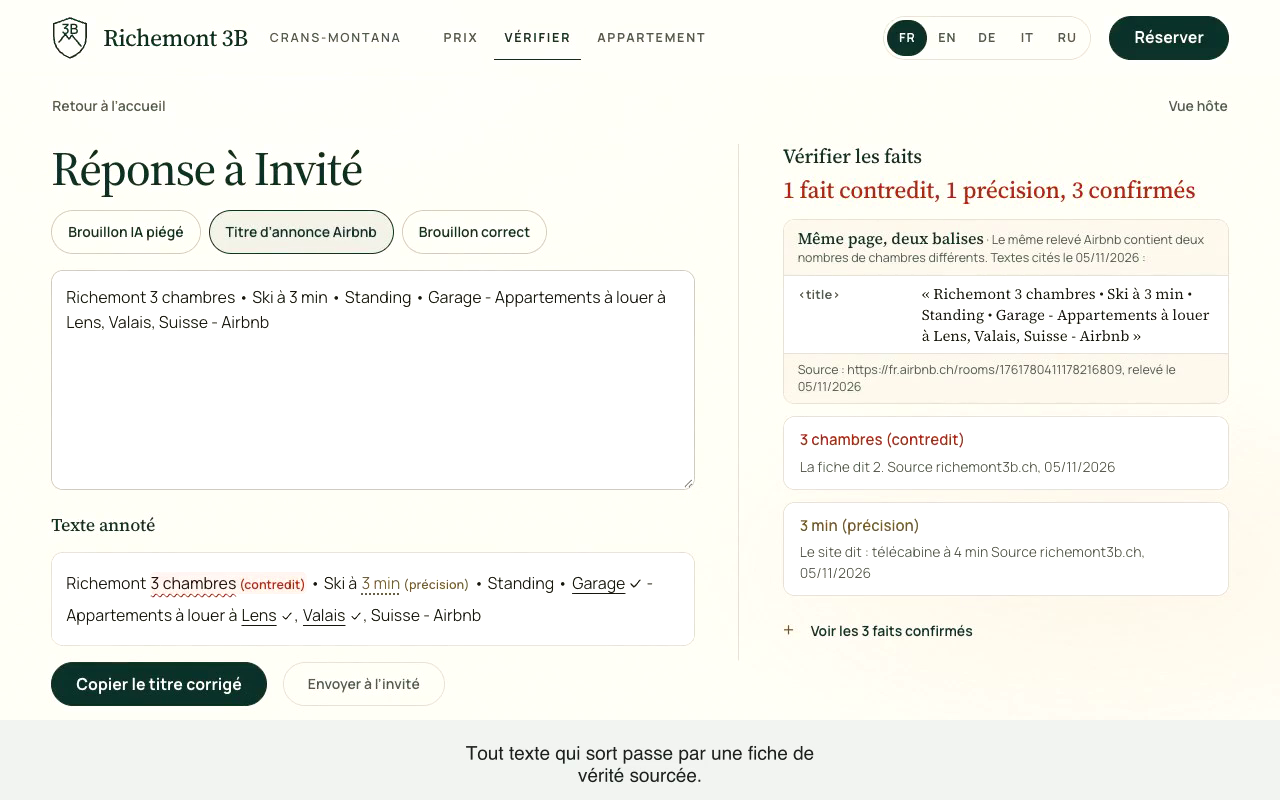 3B
Richemont 3B CRANS-MONTANA PRIX VÉRIFIER APPARTEMENT FR EN DE IT RU Réserver
Retour à l'accueil Vue hôte
Réponse à Invité
Brouillon IA piégé Titre d'annonce Airbnb Brouillon correct
Richemont 3 chambres • Ski à 3 min • Standing • Garage - Appartements à louer à
Lens, Valais, Suisse - Airbnb
Texte annoté
Richemont 3 chambres (contredit) • Ski à 3 min (précision) • Standing • Garage ✓ -
Appartements à louer à Lens ✓, Valais ✓, Suisse - Airbnb
Copier le titre corrigé Envoyer à l'invité
Vérifier les faits
1 fait contredit, 1 précision, 3 confirmés
Même page, deux balises · Le même relevé Airbnb contient deux
nombres de chambres différents. Textes cités le 05/11/2026 :
<title> « Richemont 3 chambres • Ski à 3 min •
Standing • Garage - Appartements à louer
à Lens, Valais, Suisse - Airbnb »
Source : https://fr.airbnb.ch/rooms/1761780411178216809, relevé le
05/11/2026
3 chambres (contredit)
La fiche dit 2. Source richemont3b.ch, 05/11/2026
3 min (précision)
Le site dit : télécabine à 4 min Source richemont3b.ch,
05/11/2026
+ Voir les 3 faits confirmés
Tout texte qui sort passe par une fiche de
vérité sourcée.